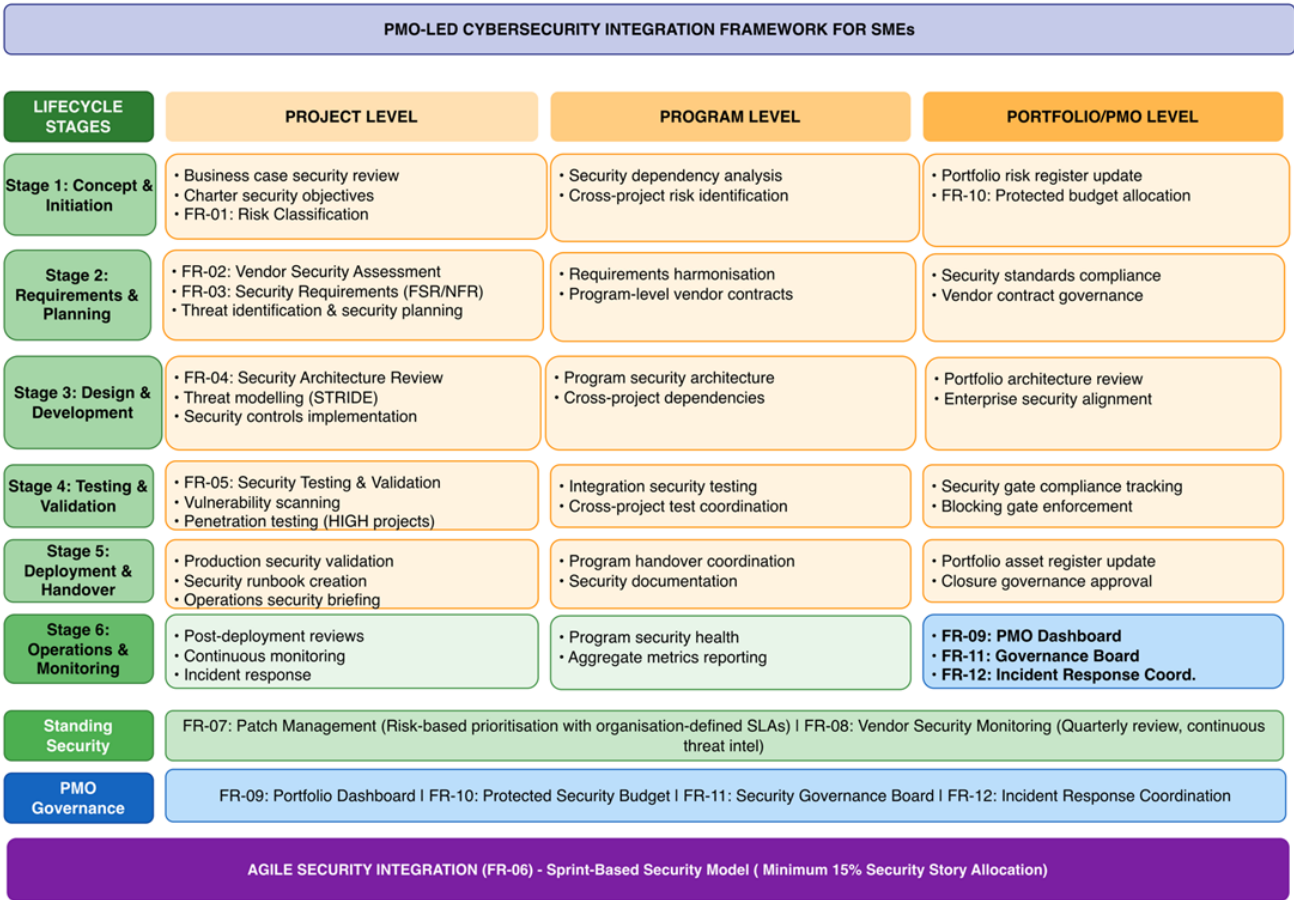 PMO-LED CYBERSECURITY INTEGRATION FRAMEWORK FOR SMEs
LIFECYCLE
STAGES
PROJECT LEVEL
PROGRAM LEVEL
PORTFOLIO/PMO LEVEL
Stage 1: Concept &
Initiation
• Business case security review
• Charter security objectives
• FR-01: Risk Classification
• Security dependency analysis
• Cross-project risk identification
• Portfolio risk register update
• FR-10: Protected budget allocation
Stage 2:
Requirements &
Planning
• FR-02: Vendor Security Assessment
• FR-03: Security Requirements (FSR/NFR)
• Threat identification & security planning
• Requirements harmonisation
• Program-level vendor contracts
• Security standards compliance
• Vendor contract governance
Stage 3: Design &
Development
• FR-04: Security Architecture Review
• Threat modelling (STRIDE)
• Security controls implementation
• Program security architecture
• Cross-project dependencies
• Portfolio architecture review
• Enterprise security alignment
Stage 4: Testing &
Validation
• FR-05: Security Testing & Validation
• Vulnerability scanning
• Penetration testing (HIGH projects)
• Integration security testing
• Cross-project test coordination
• Security gate compliance tracking
• Blocking gate enforcement
Stage 5:
Deployment &
Handover
• Production security validation
• Security runbook creation
• Operations security briefing
• Program handover coordination
• Security documentation
• Portfolio asset register update
• Closure governance approval
Stage 6:
Operations &
Monitoring
• Post-deployment reviews
• Continuous monitoring
• Incident response
• Program security health
• Aggregate metrics reporting
• FR-09: PMO Dashboard
• FR-11: Governance Board
• FR-12: Incident Response Coord.
Standing
Security
FR-07: Patch Management (Risk-based prioritisation with organisation-defined SLAs) | FR-08: Vendor Security Monitoring (Quarterly review, continuous
threat intel)
PMO
Governance
FR-09: Portfolio Dashboard | FR-10: Protected Security Budget | FR-11: Security Governance Board | FR-12: Incident Response Coordination
AGILE SECURITY INTEGRATION (FR-06) - Sprint-Based Security Model ( Minimum 15% Security Story Allocation)